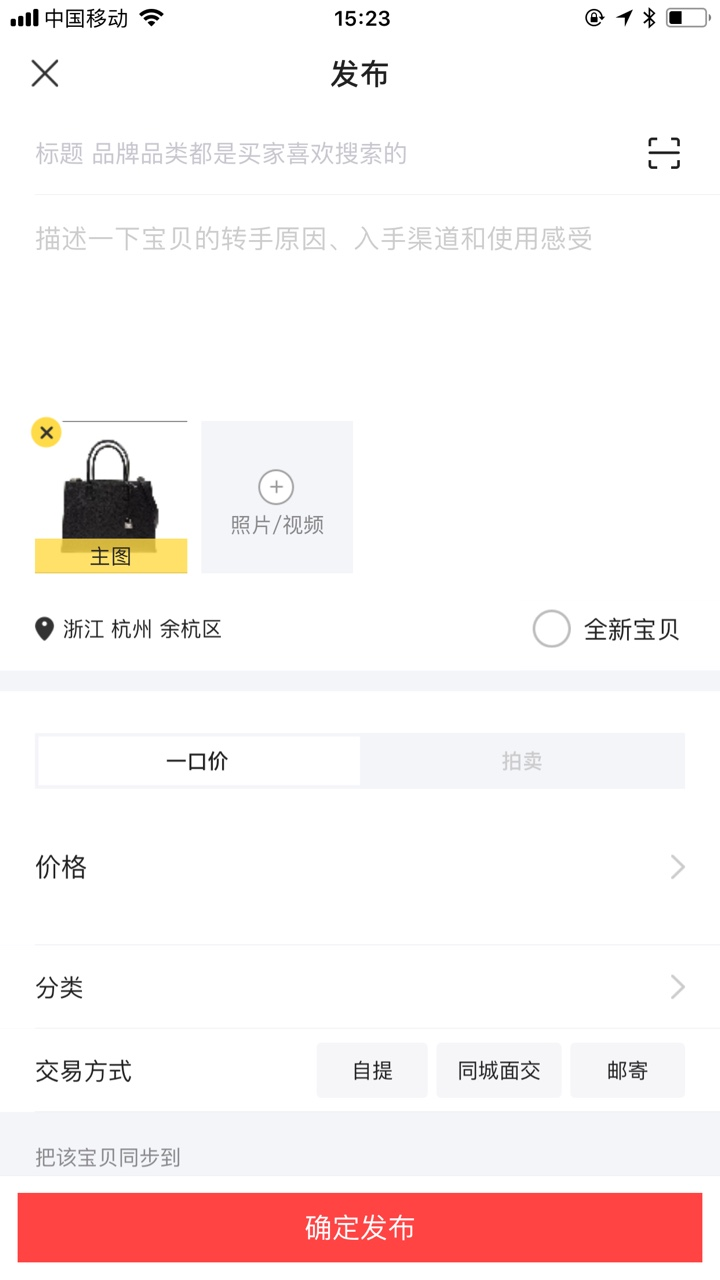 中国移动 15:23
发布
标题 品牌品类都是买家喜欢搜索的
描述一下宝贝的转手原因、入手渠道和使用感受
主图
照片/视频
浙江 杭州 余杭区 全新宝贝
一口价 拍卖
价格
分类
交易方式 自提 同城面交 邮寄
把该宝贝同步到
确定发布